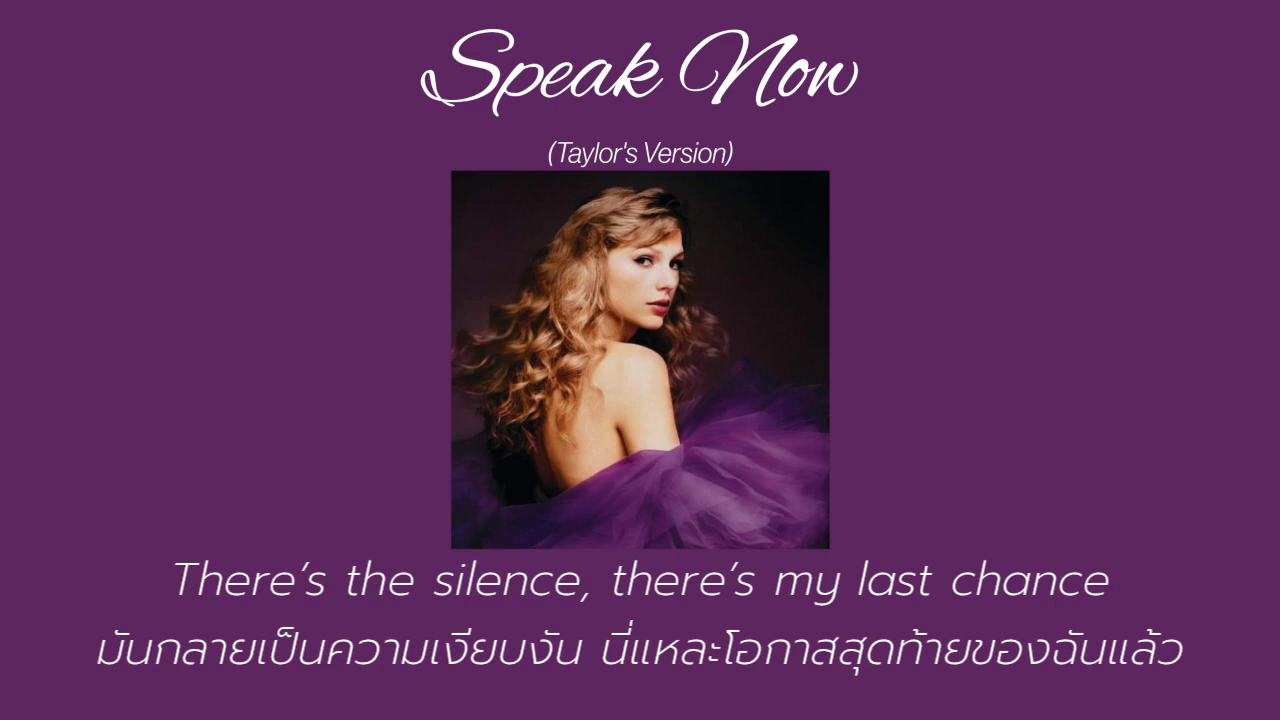 Speak Now
(Taylor's Version)
There’s the silence, there’s my last chance
มันกลายเป็นความเงียบงัน นี่แหละโอกาสสุดท้ายของฉันแล้ว